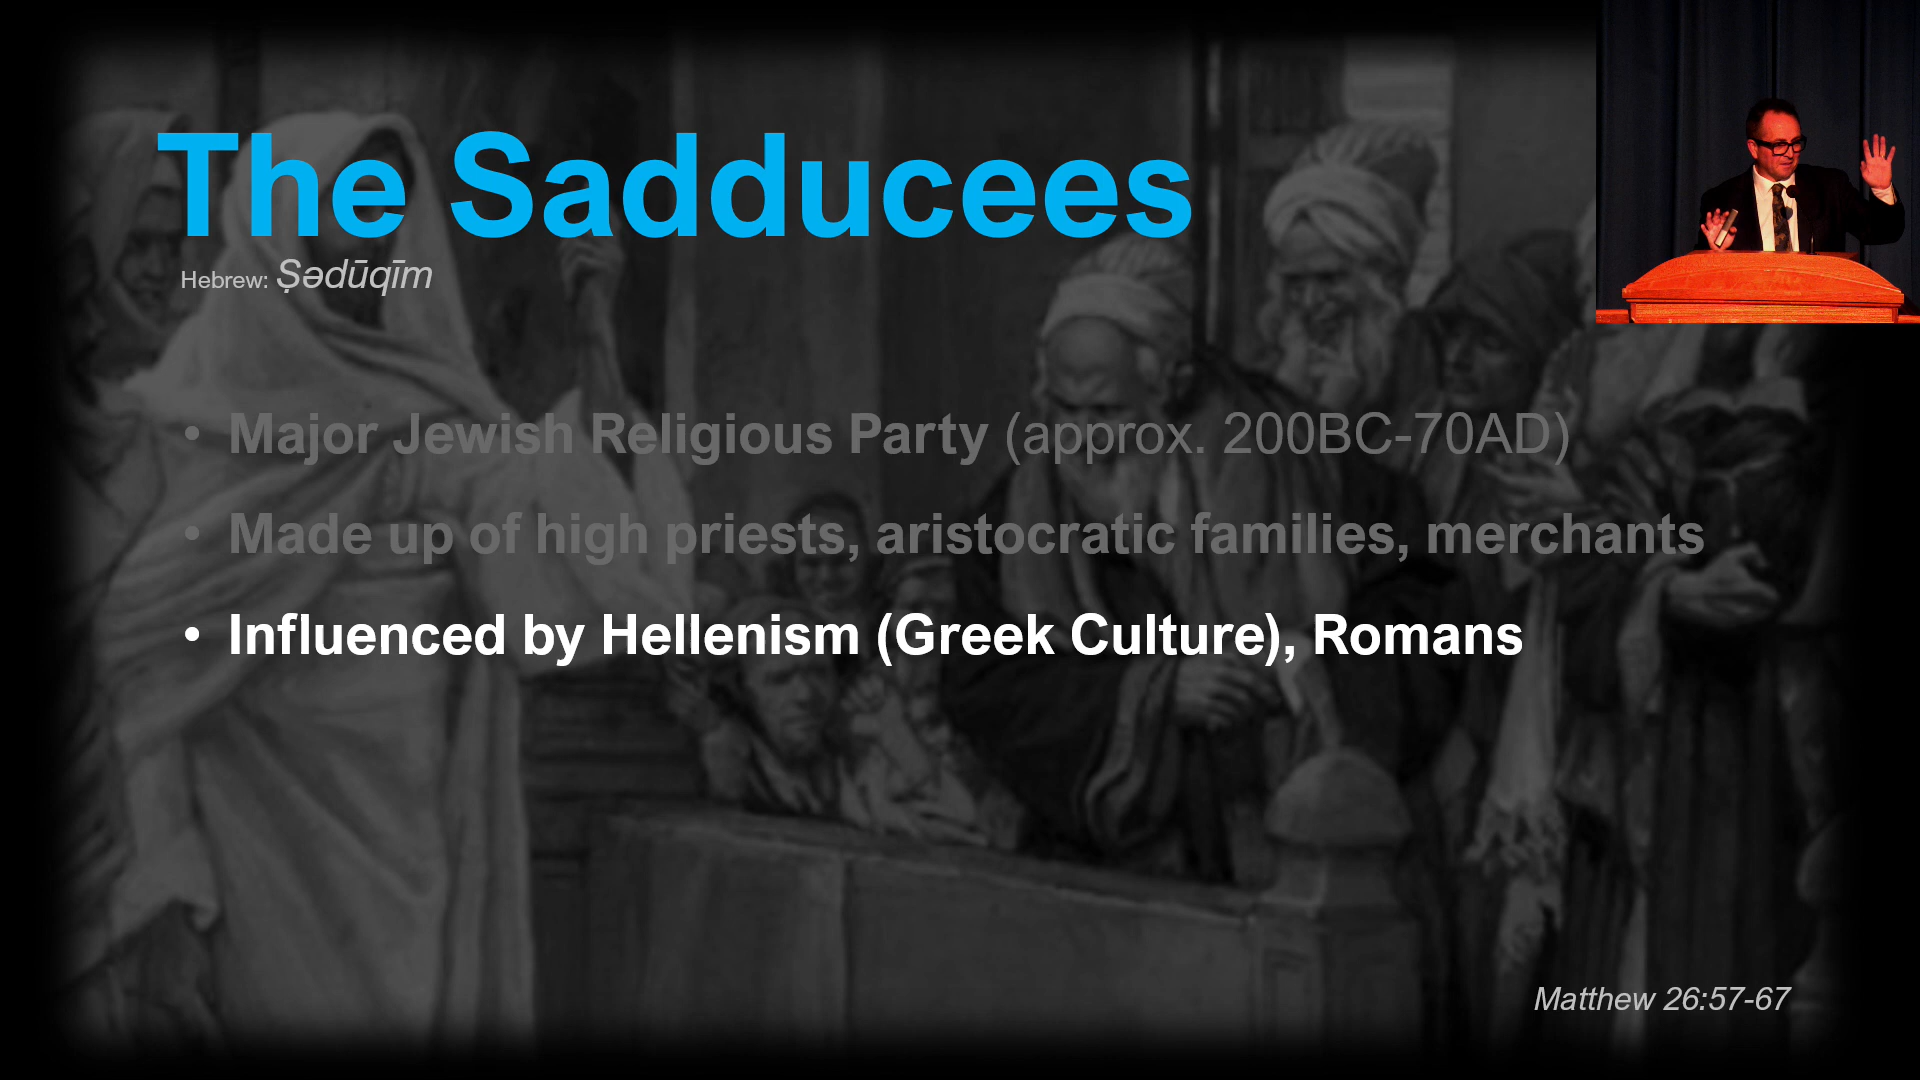 The Sadducees
Hebrew: Ṣədūqīm
• Major Jewish Religious Party (approx. 200BC-70AD)
• Made up of high priests, aristocratic families, merchants
• Influenced by Hellenism (Greek Culture), Romans
Matthew 26:57-67